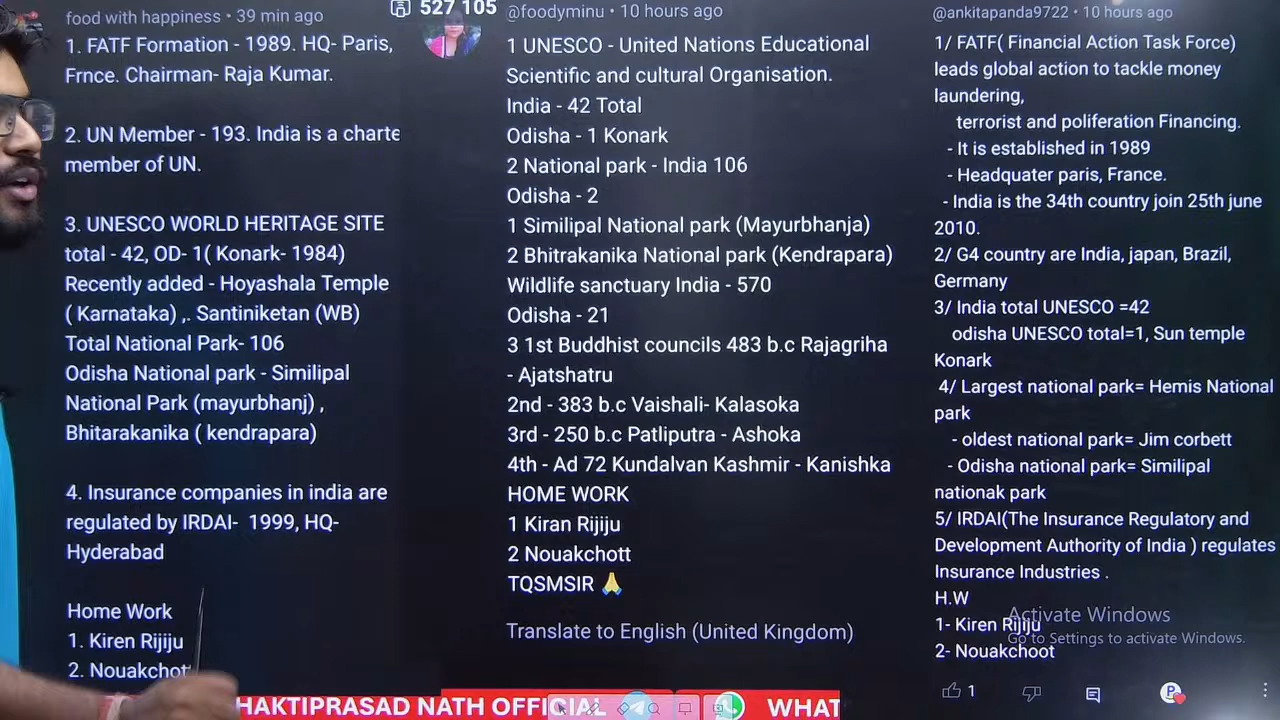 food with happiness • 39 min ago
1. FATF Formation - 1989. HQ- Paris,
Frnce. Chairman- Raja Kumar.
2. UN Member - 193. India is a charte
member of UN.
3. UNESCO WORLD HERITAGE SITE
total - 42, OD- 1( Konark- 1984)
Recently added - Hoyashala Temple
( Karnataka) ,. Santiniketan (WB)
Total National Park- 106
Odisha National park - Similipal
National Park (mayurbhanj) ,
Bhitarakanika ( kendrapara)
4. Insurance companies in india are
regulated by IRDAI- 1999, HQ-
Hyderabad
Home Work
1. Kiren Rijiju
2. Nouakchot
527 105
@foodyminu • 10 hours ago
1 UNESCO - United Nations Educational
Scientific and cultural Organisation.
India - 42 Total
Odisha - 1 Konark
2 National park - India 106
Odisha - 2
1 Similipal National park (Mayurbhanja)
2 Bhitrakanika National park (Kendrapara)
Wildlife sanctuary India - 570
Odisha - 21
3 1st Buddhist councils 483 b.c Rajagriha
- Ajatshatru
2nd - 383 b.c Vaishali- Kalasoka
3rd - 250 b.c Patliputra - Ashoka
4th - Ad 72 Kundalvan Kashmir - Kanishka
HOME WORK
1 Kiran Rijiju
2 Nouakchott
TQSMSIR 🙏
Translate to English (United Kingdom)
@ankitapanda9722 • 10 hours ago
1/ FATF( Financial Action Task Force)
leads global action to tackle money
laundering,
terrorist and poliferation Financing.
- It is established in 1989
- Headquater paris, France.
- India is the 34th country join 25th june
2010.
2/ G4 country are India, japan, Brazil,
Germany
3/ India total UNESCO =42
odisha UNESCO total=1, Sun temple
Konark
4/ Largest national park= Hemis National
park
- oldest national park= Jim corbett
- Odisha national park= Similipal
nationak park
5/ IRDAI(The Insurance Regulatory and
Development Authority of India ) regulates
Insurance Industries .
H.W
1- Kiren Rijiju
2- Nouakchoot
1
Activate Windows
Go to Settings to activate Windows.
HAKTIPRASAD NATH OFFICIAL
WHAT